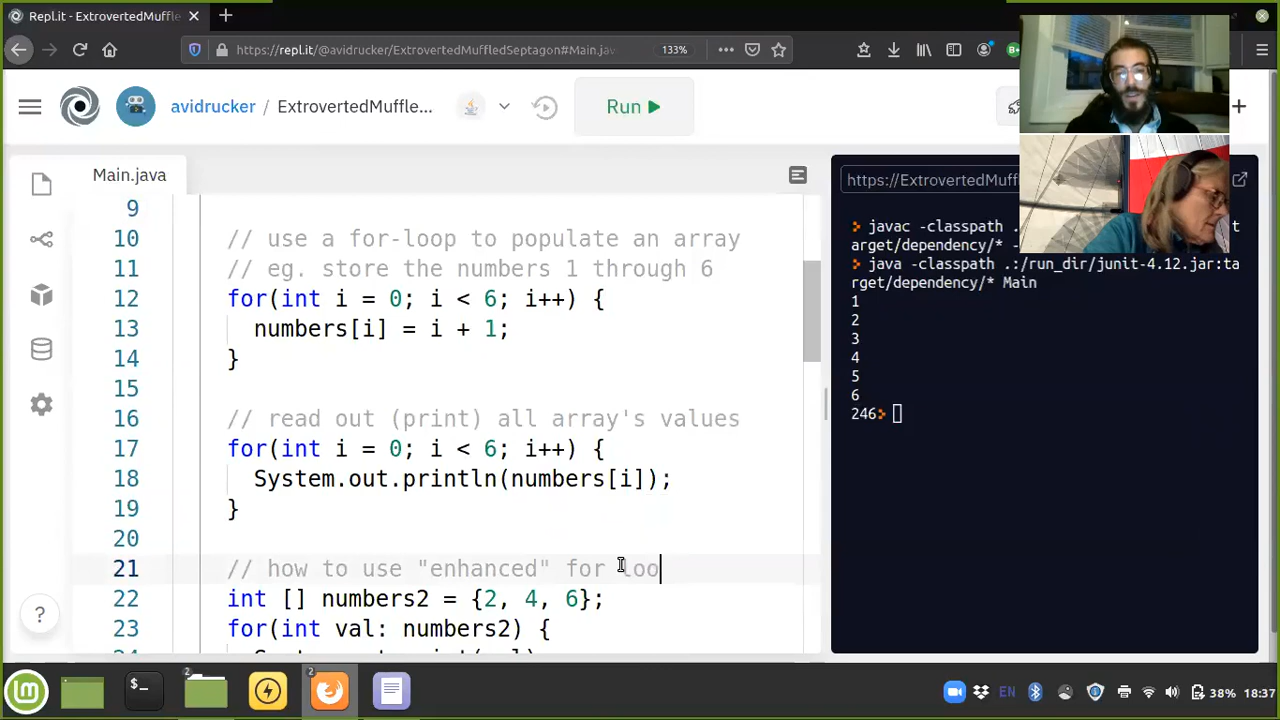 Repl.it - ExtrovertedMuffle
https://repl.it/@avidrucker/ExtrovertedMuffledSeptagon#Main.jav
133%
avidrucker / ExtrovertedMuffle...
Run
Main.java
9
10 // use a for-loop to populate an array
11 // eg. store the numbers 1 through 6
12 for(int i = 0; i < 6; i++) {
13 numbers[i] = i + 1;
14 }
15
16 // read out (print) all array's values
17 for(int i = 0; i < 6; i++) {
18 System.out.println(numbers[i]);
19 }
20
21 // how to use "enhanced" for loo
22 int [] numbers2 = {2, 4, 6};
23 for(int val: numbers2) {
https://ExtrovertedMuffl
javac -classpath .
arget/dependency/* -
java -classpath .:/run_dir/junit-4.12.jar:ta
rget/dependency/* Main
1
2
3
4
5
6
246
?
2
2
EN
38%
18:37